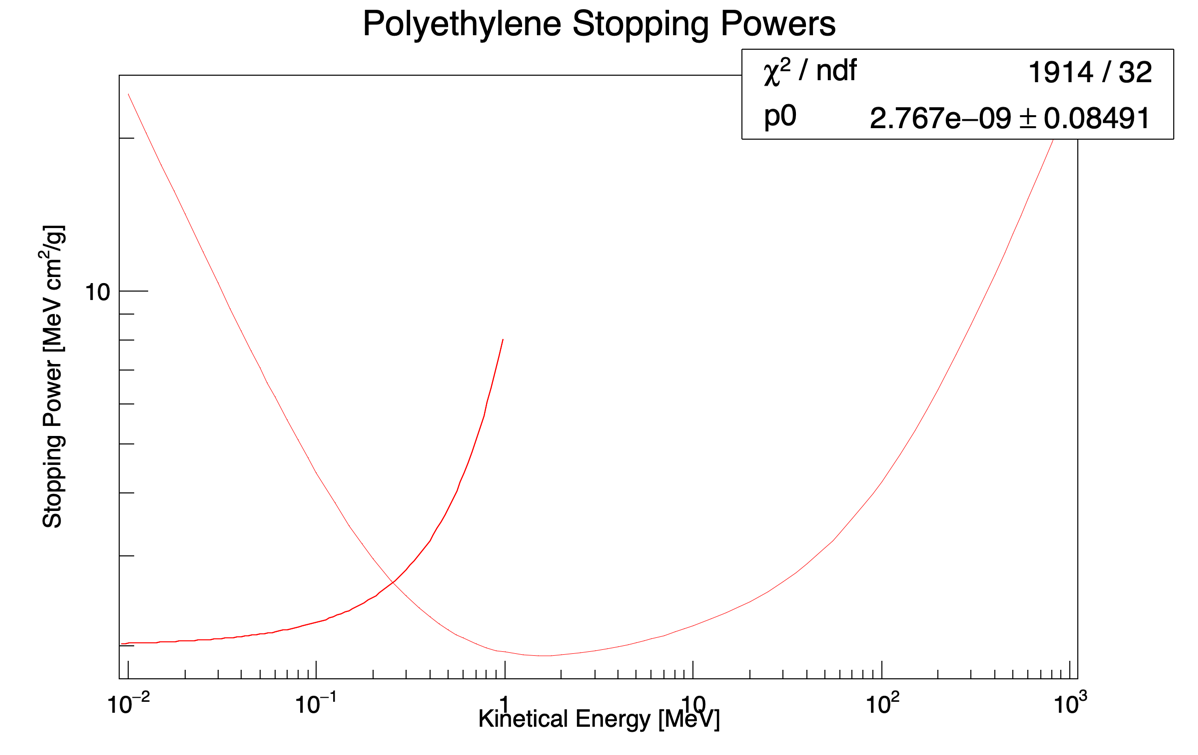 Polyethylene Stopping Powers
χ² / ndf 1914 / 32
p0 2.767e−09 ± 0.08491
Stopping Power [MeV cm²/g]
10
10⁻² 10⁻¹ 1 10 10² 10³
Kinetical Energy [MeV]